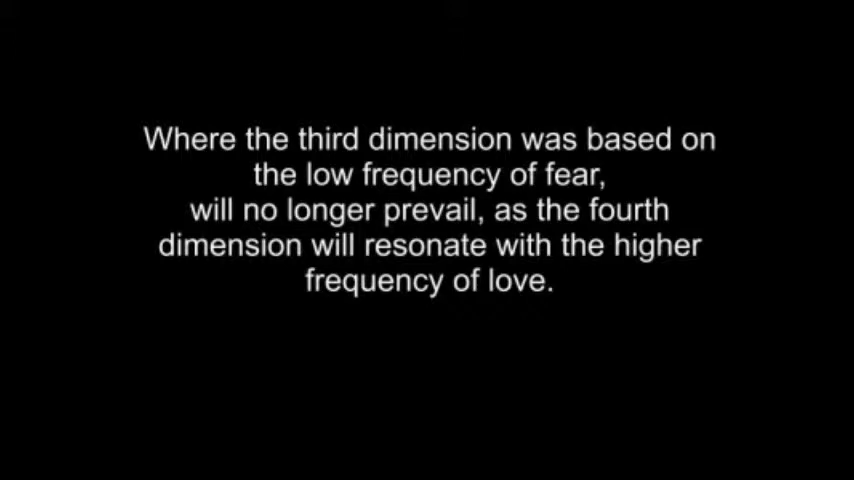 Where the third dimension was based on
the low frequency of fear,
will no longer prevail, as the fourth
dimension will resonate with the higher
frequency of love.